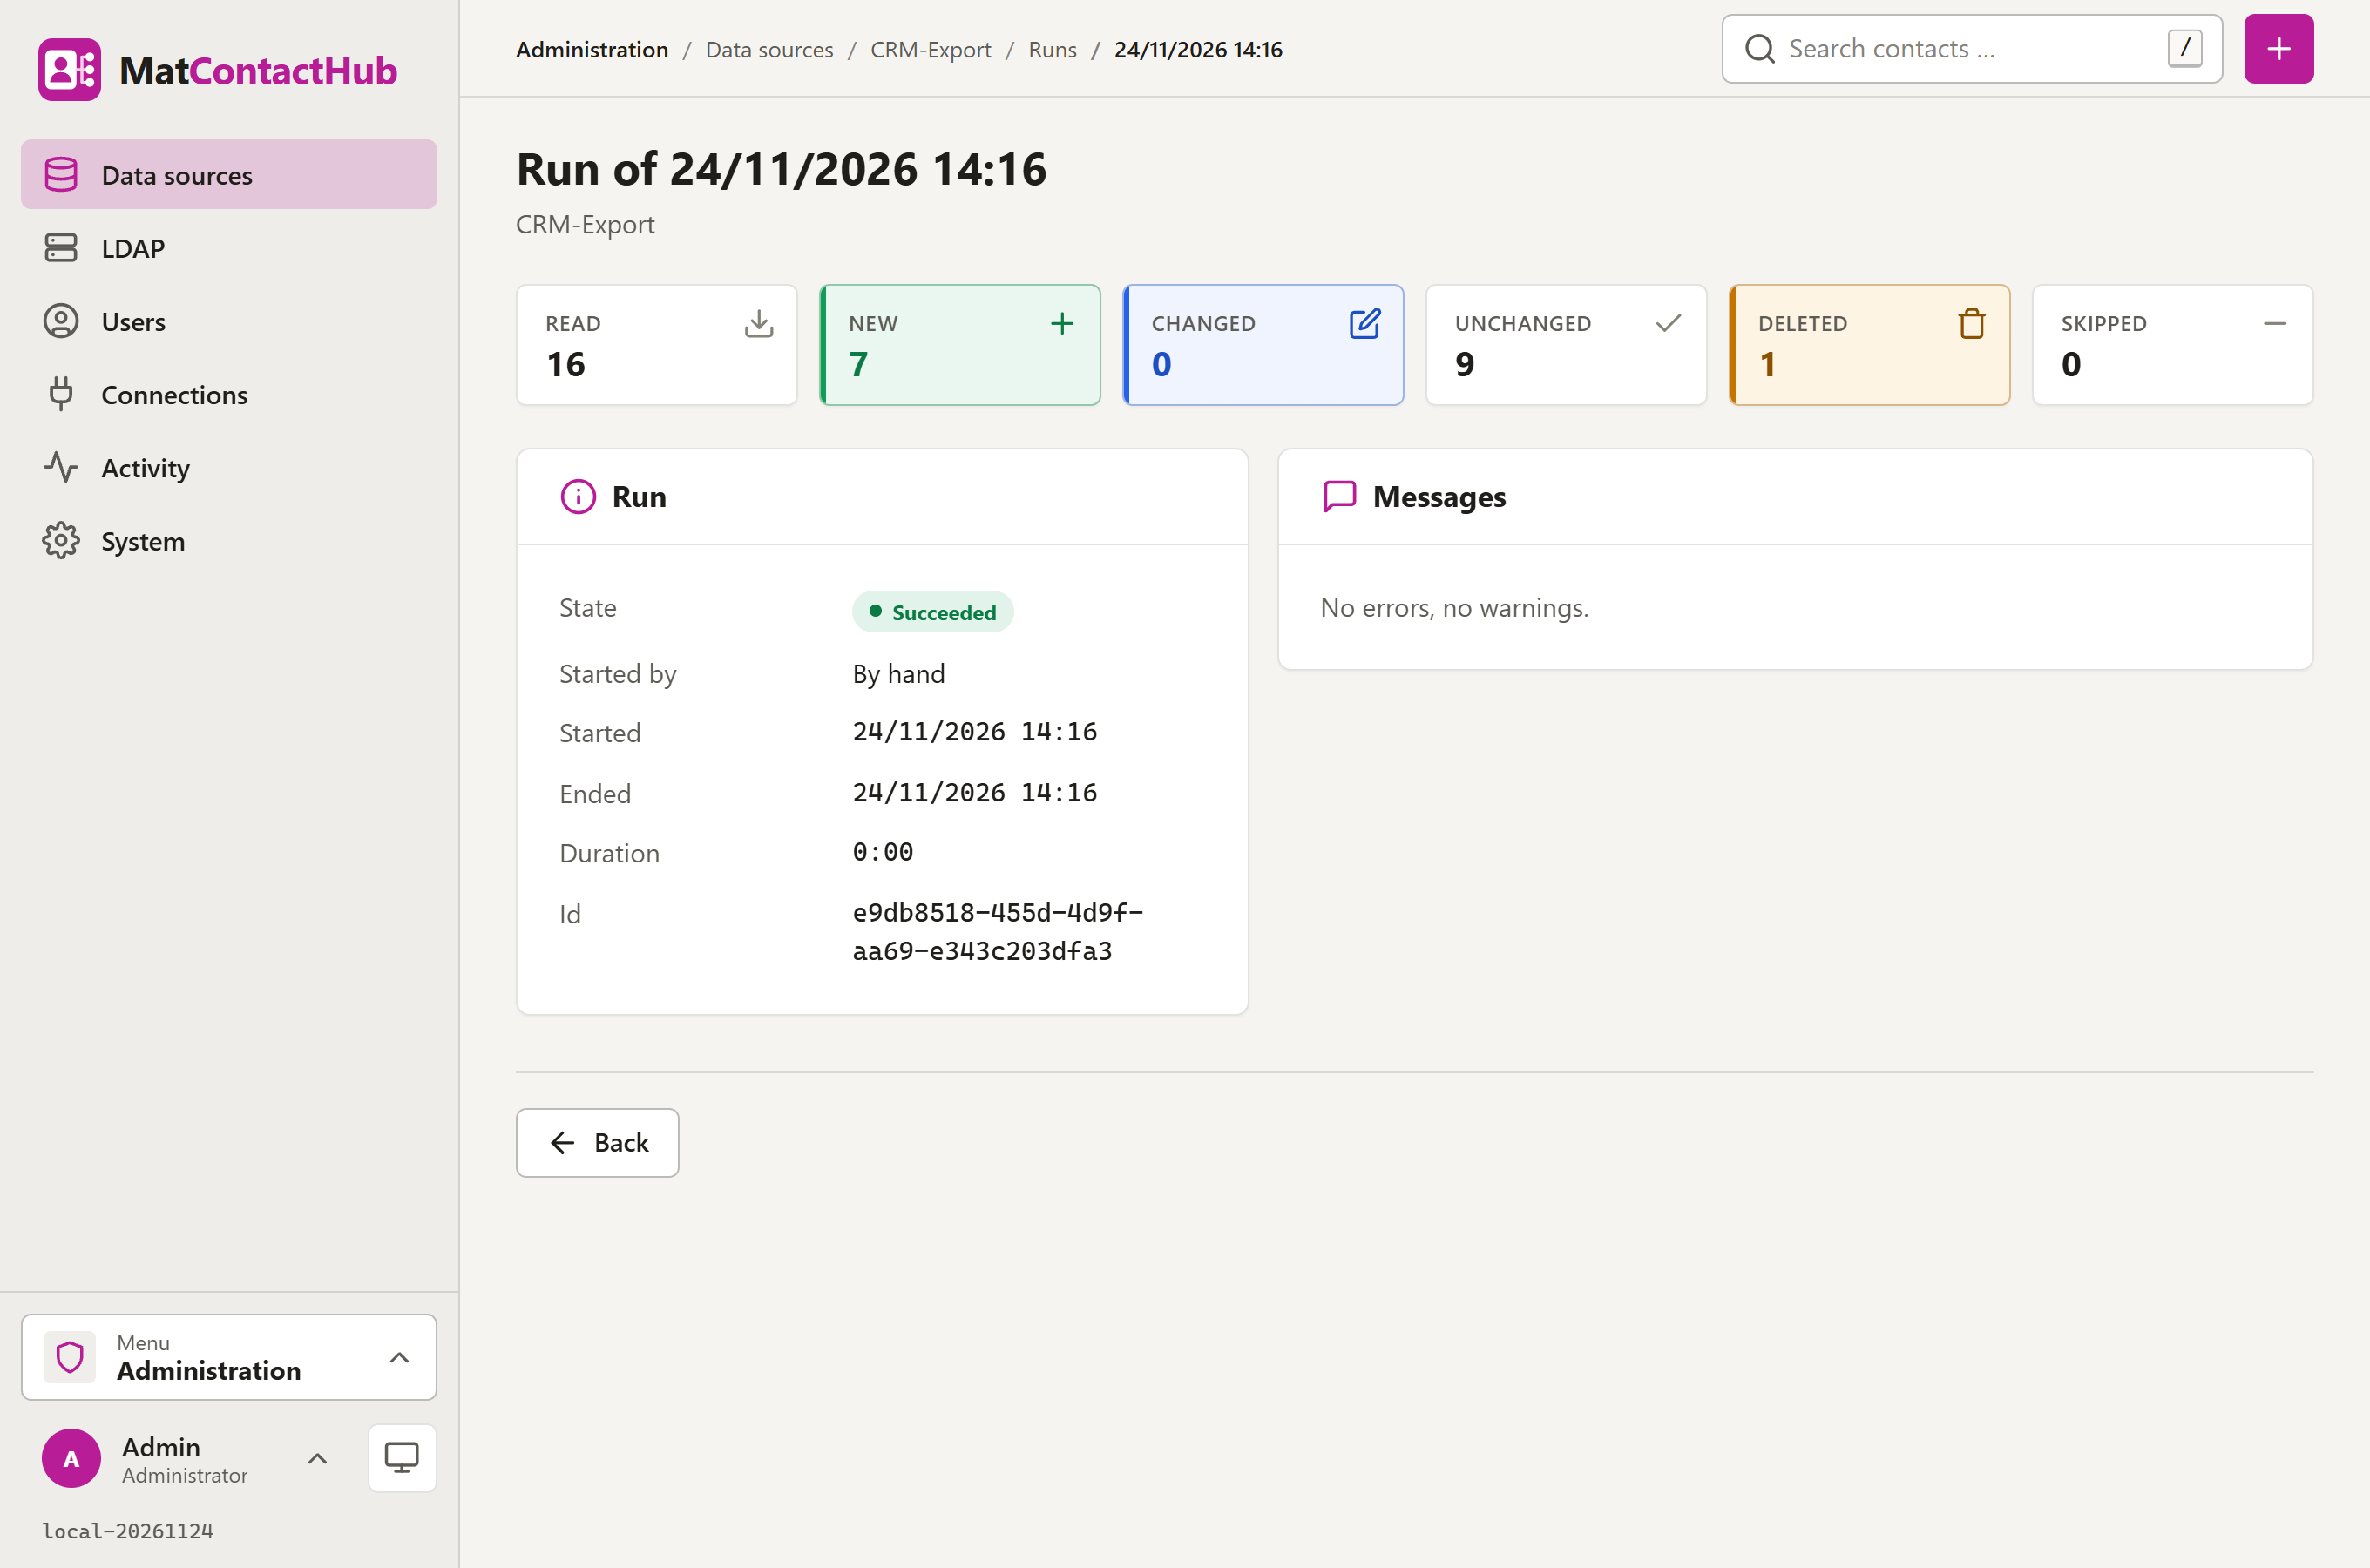 MatContactHub
Administration / Data sources / CRM-Export / Runs / 24/11/2026 14:16
Search contacts ... /
Data sources
LDAP
Users
Connections
Activity
System
Run of 24/11/2026 14:16
CRM-Export
READ
16
NEW
7
CHANGED
0
UNCHANGED
9
DELETED
1
SKIPPED
0
Run
State Succeeded
Started by By hand
Started 24/11/2026 14:16
Ended 24/11/2026 14:16
Duration 0:00
Id e9db8518-455d-4d9f-
aa69-e343c203dfa3
Messages
No errors, no warnings.
Back
Menu
Administration
A
Admin
Administrator
local-20261124